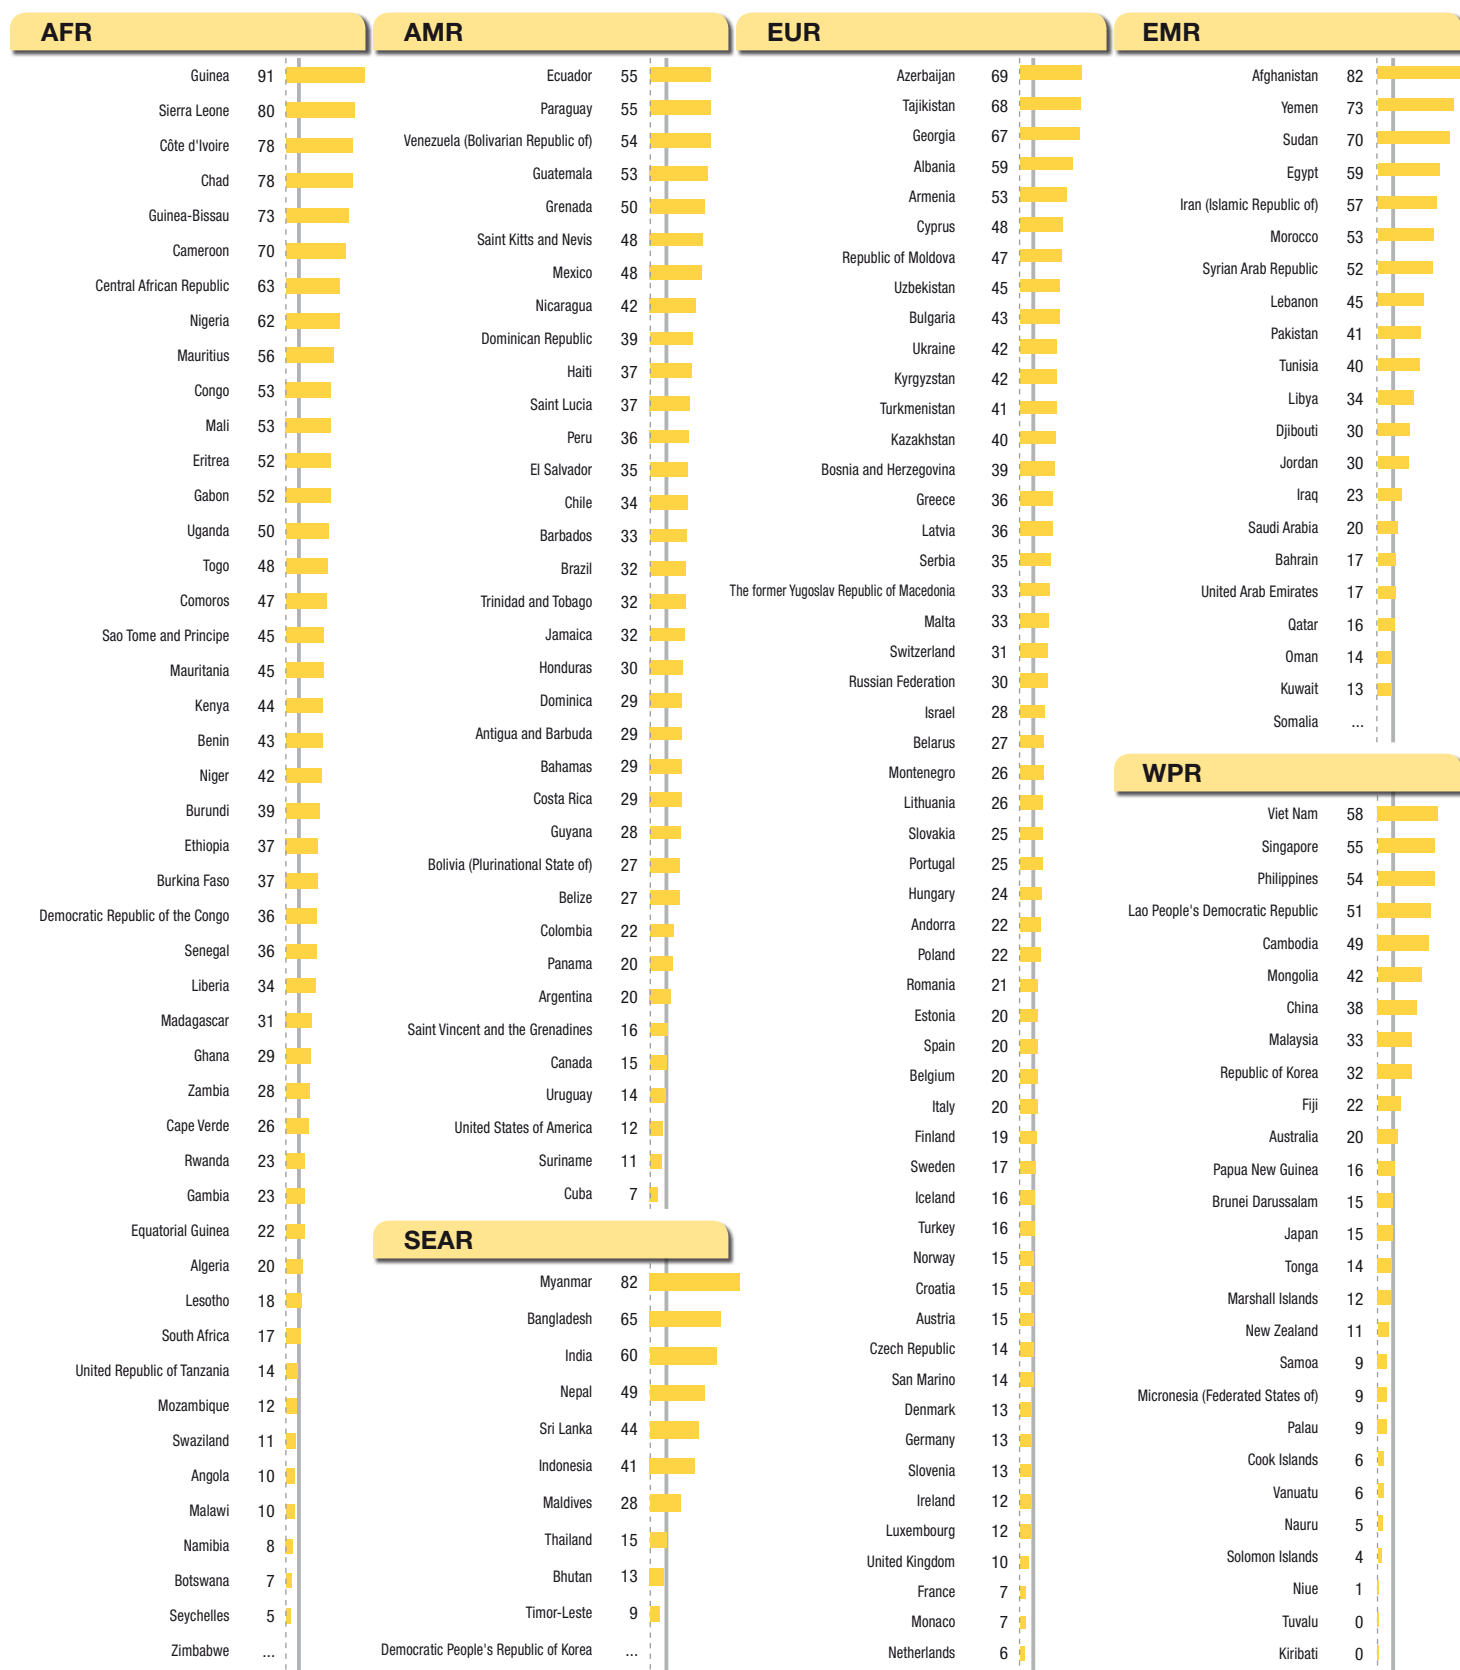 AFR
Guinea 91
Sierra Leone 80
Côte d'Ivoire 78
Chad 78
Guinea-Bissau 73
Cameroon 70
Central African Republic 63
Nigeria 62
Mauritius 56
Congo 53
Mali 53
Eritrea 52
Gabon 52
Uganda 50
Togo 48
Comoros 47
Sao Tome and Principe 45
Mauritania 45
Kenya 44
Benin 43
Niger 42
Burundi 39
Ethiopia 37
Burkina Faso 37
Democratic Republic of the Congo 36
Senegal 36
Liberia 34
Madagascar 31
Ghana 29
Zambia 28
Cape Verde 26
Rwanda 23
Gambia 23
Equatorial Guinea 22
Algeria 20
Lesotho 18
South Africa 17
United Republic of Tanzania 14
Mozambique 12
Swaziland 11
Angola 10
Malawi 10
Namibia 8
Botswana 7
Seychelles 5
Zimbabwe ...
AMR
Ecuador 55
Paraguay 55
Venezuela (Bolivarian Republic of) 54
Guatemala 53
Grenada 50
Saint Kitts and Nevis 48
Mexico 48
Nicaragua 42
Dominican Republic 39
Haiti 37
Saint Lucia 37
Peru 36
El Salvador 35
Chile 34
Barbados 33
Brazil 32
Trinidad and Tobago 32
Jamaica 32
Honduras 30
Dominica 29
Antigua and Barbuda 29
Bahamas 29
Costa Rica 29
Guyana 28
Bolivia (Plurinational State of) 27
Belize 27
Colombia 22
Panama 20
Argentina 20
Saint Vincent and the Grenadines 16
Canada 15
Uruguay 14
United States of America 12
Suriname 11
Cuba 7
SEAR
Myanmar 82
Bangladesh 65
India 60
Nepal 49
Sri Lanka 44
Indonesia 41
Maldives 28
Thailand 15
Bhutan 13
Timor-Leste 9
Democratic People's Republic of Korea ...
EUR
Azerbaijan 69
Tajikistan 68
Georgia 67
Albania 59
Armenia 53
Cyprus 48
Republic of Moldova 47
Uzbekistan 45
Bulgaria 43
Ukraine 42
Kyrgyzstan 42
Turkmenistan 41
Kazakhstan 40
Bosnia and Herzegovina 39
Greece 36
Latvia 36
Serbia 35
The former Yugoslav Republic of Macedonia 33
Malta 33
Switzerland 31
Russian Federation 30
Israel 28
Belarus 27
Montenegro 26
Lithuania 26
Slovakia 25
Portugal 25
Hungary 24
Andorra 22
Poland 22
Romania 21
Estonia 20
Spain 20
Belgium 20
Italy 20
Finland 19
Sweden 17
Iceland 16
Turkey 16
Norway 15
Croatia 15
Austria 15
Czech Republic 14
San Marino 14
Denmark 13
Germany 13
Slovenia 13
Ireland 12
Luxembourg 12
United Kingdom 10
France 7
Monaco 7
Netherlands 6
EMR
Afghanistan 82
Yemen 73
Sudan 70
Egypt 59
Iran (Islamic Republic of) 57
Morocco 53
Syrian Arab Republic 52
Lebanon 45
Pakistan 41
Tunisia 40
Libya 34
Djibouti 30
Jordan 30
Iraq 23
Saudi Arabia 20
Bahrain 17
United Arab Emirates 17
Qatar 16
Oman 14
Kuwait 13
Somalia ...
WPR
Viet Nam 58
Singapore 55
Philippines 54
Lao People's Democratic Republic 51
Cambodia 49
Mongolia 42
China 38
Malaysia 33
Republic of Korea 32
Fiji 22
Australia 20
Papua New Guinea 16
Brunei Darussalam 15
Japan 15
Tonga 14
Marshall Islands 12
New Zealand 11
Samoa 9
Micronesia (Federated States of) 9
Palau 9
Cook Islands 6
Vanuatu 6
Nauru 5
Solomon Islands 4
Niue 1
Tuvalu 0
Kiribati 0